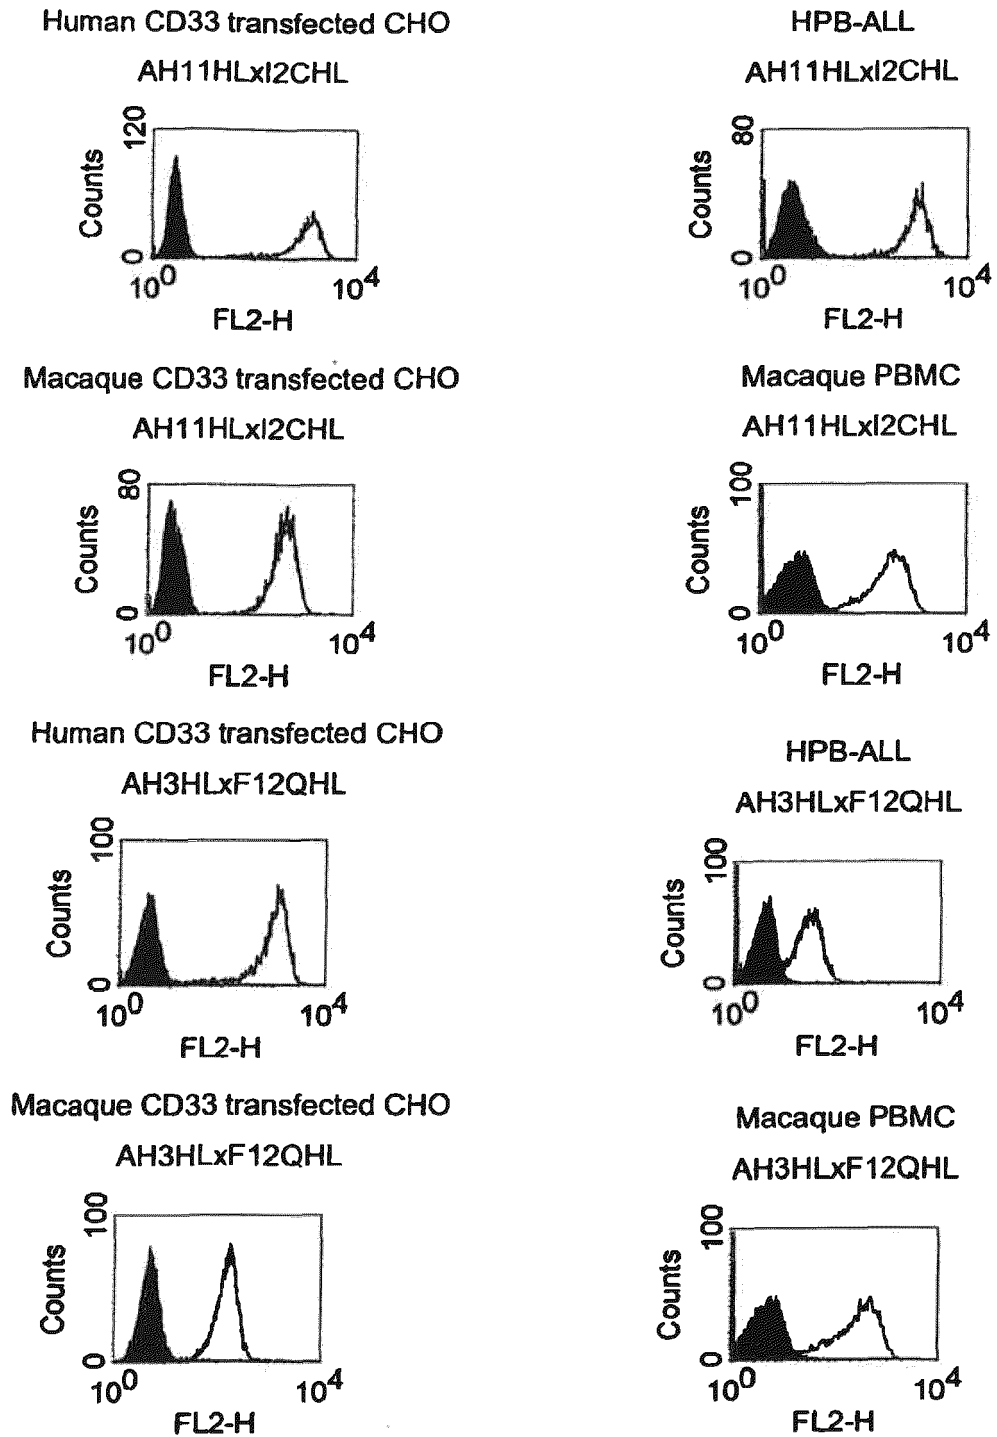 Human CD33 transfected CHO
AH11HLxI2CHL
120
Counts
0
10^0
10^4
FL2-H
HPB-ALL
AH11HLxI2CHL
80
Counts
0
10^0
10^4
FL2-H
Macaque CD33 transfected CHO
AH11HLxI2CHL
80
Counts
0
10^0
10^4
FL2-H
Macaque PBMC
AH11HLxI2CHL
100
Counts
0
10^0
10^4
FL2-H
Human CD33 transfected CHO
AH3HLxF12QHL
100
Counts
0
10^0
10^4
FL2-H
HPB-ALL
AH3HLxF12QHL
100
Counts
0
10^0
10^4
FL2-H
Macaque CD33 transfected CHO
AH3HLxF12QHL
100
Counts
0
10^0
10^4
FL2-H
Macaque PBMC
AH3HLxF12QHL
100
Counts
0
10^0
10^4
FL2-H